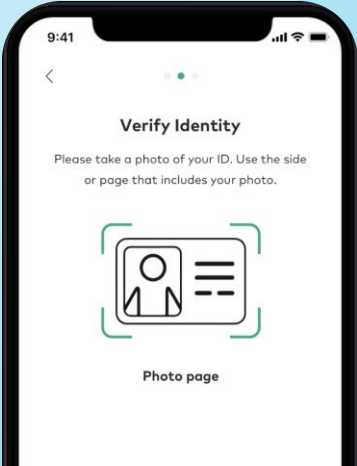 9:41
Verify Identity
Please take a photo of your ID. Use the side
or page that includes your photo.
Photo page